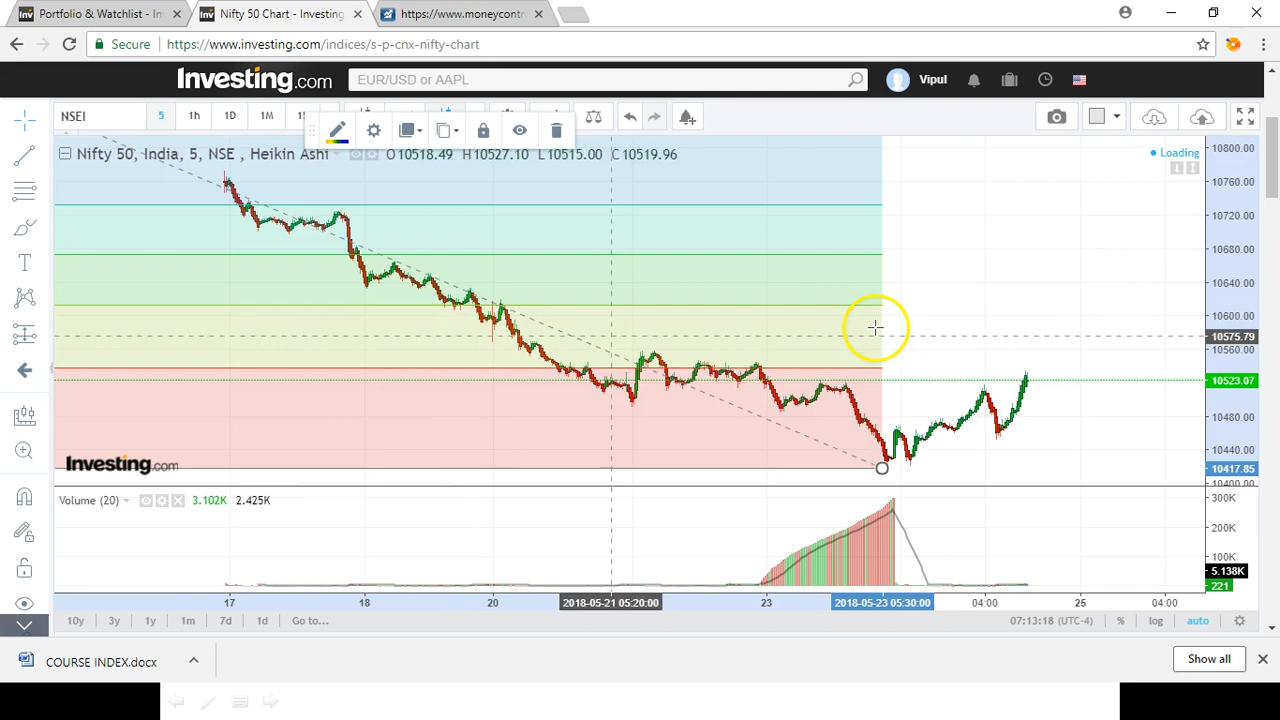 Portfolio & Watchlist - In
Nifty 50 Chart - Investing
https://www.moneycontr
Secure
https://www.investing.com/indices/s-p-cnx-nifty-chart
Investing.com
EUR/USD or AAPL
Vipul
NSEI
5
1h
1D
1M
Nifty 50, India, 5, NSE , Heikin Ashi
O10518.49 H10527.10 L10515.00 C10519.96
Loading
10800.00
10760.00
10720.00
10680.00
10640.00
10600.00
10575.79
10560.00
10523.07
10480.00
10440.00
10417.85
10400.00
Investing.com
Volume (20)
3.102K 2.425K
300K
200K
100K
5.138K
221
17
18
20
2018-05-21 05:20:00
23
2018-05-23 05:30:00
04:00
25
04:00
10y
3y
1y
1m
7d
1d
Go to...
07:13:18 (UTC-4)
%
log
auto
COURSE INDEX.docx
Show all